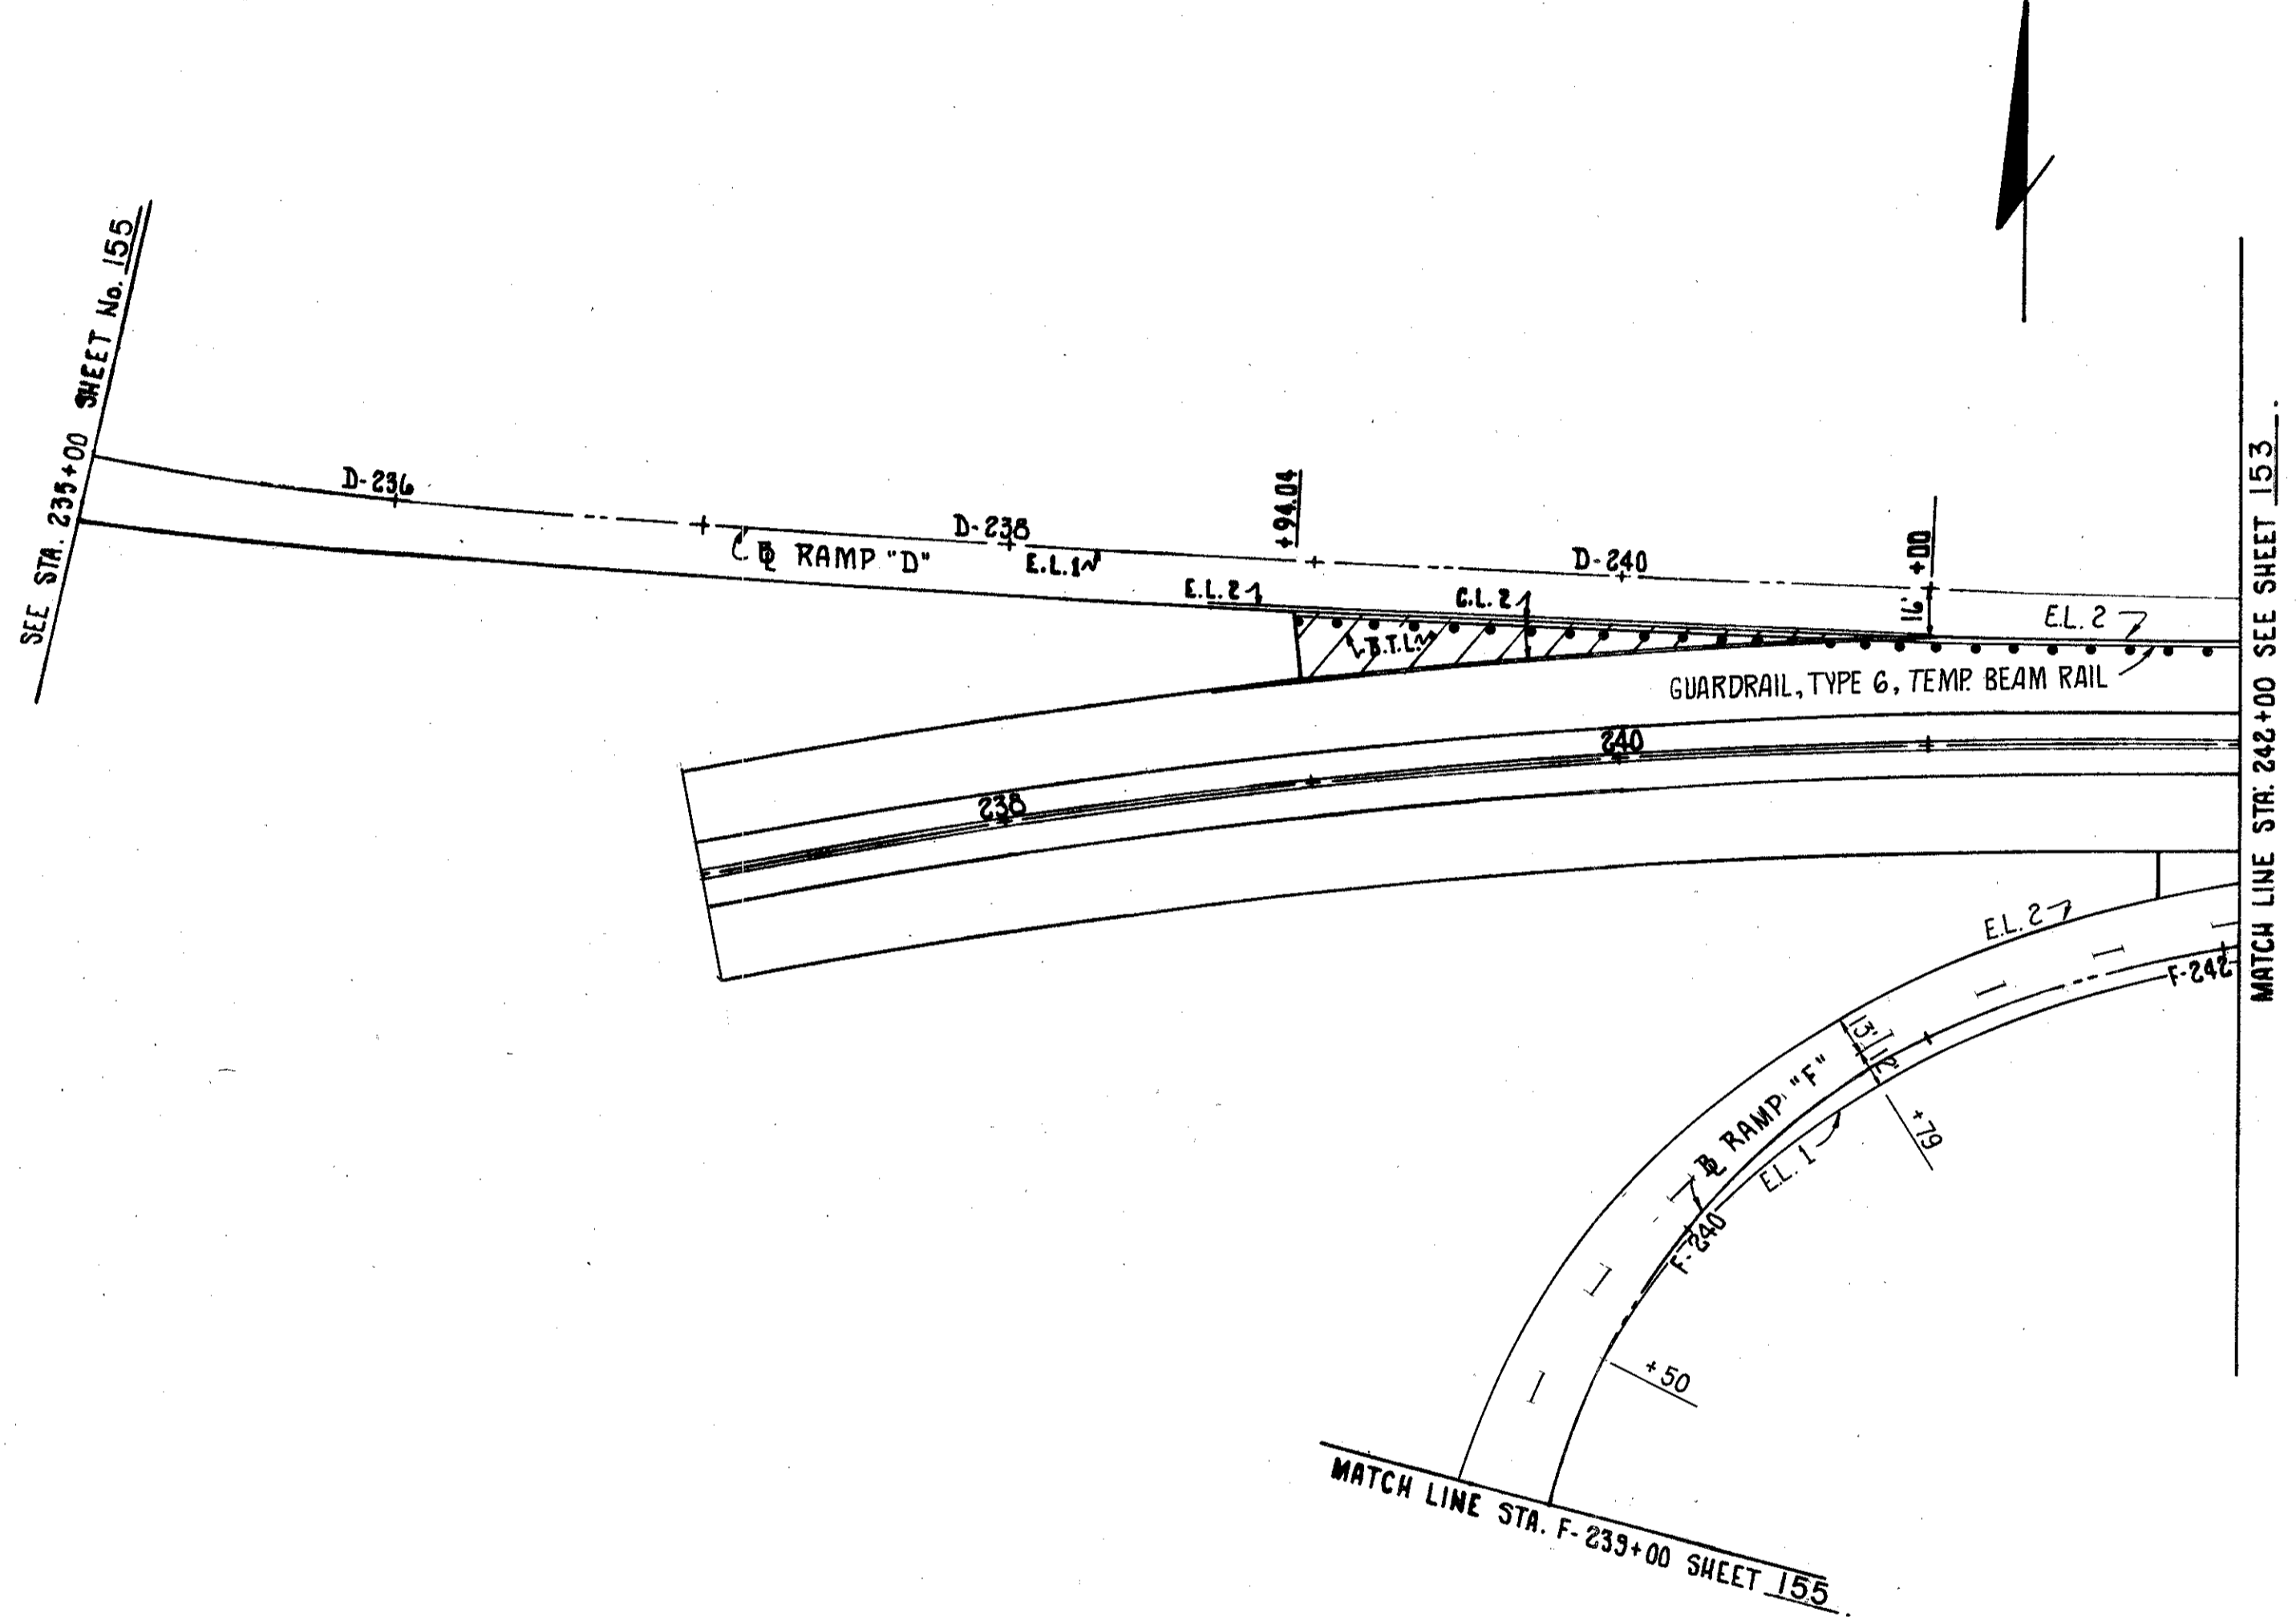 SEE STA. 235+00 SHEET No. 155
D-236
D-238
+94.04
D-240
+00
16'
℄ RAMP "D"
E.L.1
E.L.2
C.L.2
B.T.L.
E.L. 2
GUARDRAIL, TYPE 6, TEMP. BEAM RAIL
240
238
MATCH LINE STA. 242+00 SEE SHEET 153.
E.L. 2
F-242
13'
12'
RAMP "F"
+79
E.L. 1
F-240
+50
MATCH LINE STA. F-239+00 SHEET 155.